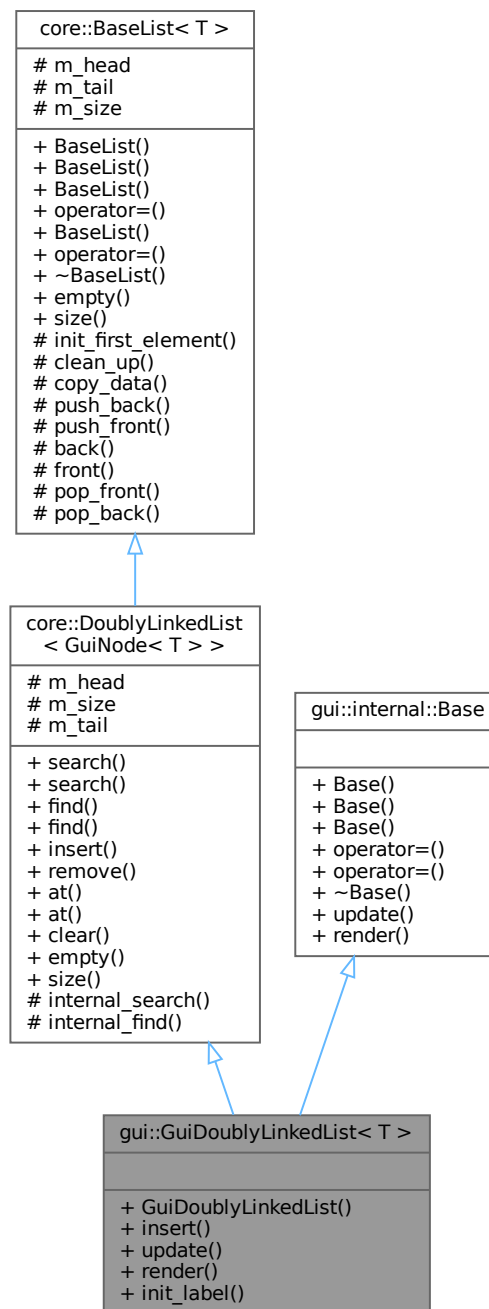 core::BaseList< T >
# m_head
# m_tail
# m_size
+ BaseList()
+ BaseList()
+ BaseList()
+ operator=()
+ BaseList()
+ operator=()
+ ~BaseList()
+ empty()
+ size()
# init_first_element()
# clean_up()
# copy_data()
# push_back()
# push_front()
# back()
# front()
# pop_front()
# pop_back()
core::DoublyLinkedList
< GuiNode< T > >
# m_head
# m_size
# m_tail
+ search()
+ search()
+ find()
+ find()
+ insert()
+ remove()
+ at()
+ at()
+ clear()
+ empty()
+ size()
# internal_search()
# internal_find()
gui::internal::Base
+ Base()
+ Base()
+ Base()
+ operator=()
+ operator=()
+ ~Base()
+ update()
+ render()
gui::GuiDoublyLinkedList< T >
+ GuiDoublyLinkedList()
+ insert()
+ update()
+ render()
+ init_label()